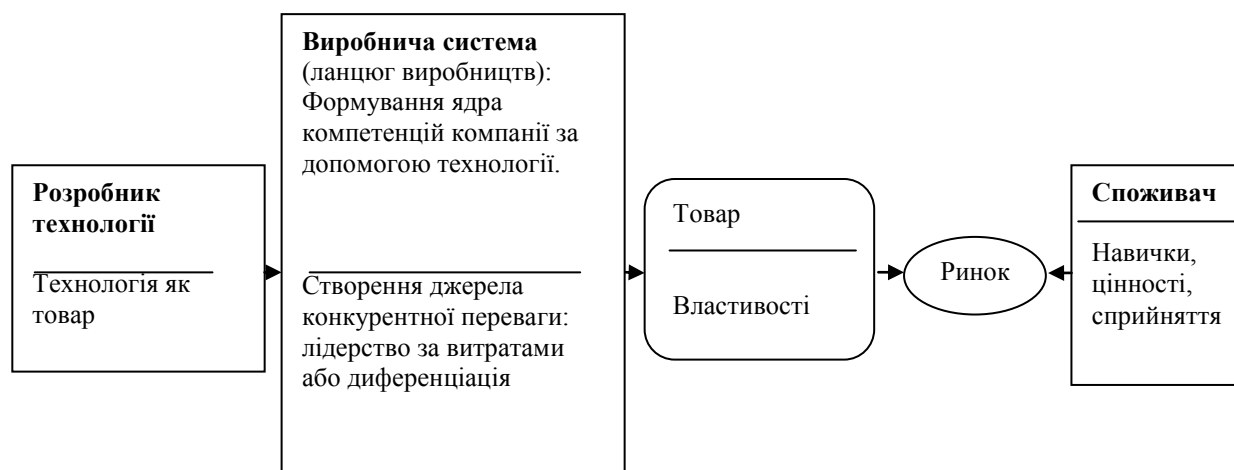 Розробник
технології
Технологія як
товар
Виробнича система
(ланцюг виробництв):
Формування ядра
компетенцій компанії за
допомогою технології.
Створення джерела
конкурентної переваги:
лідерство за витратами
або диференціація
Товар
Властивості
Ринок
Споживач
Навички,
цінності,
сприйняття